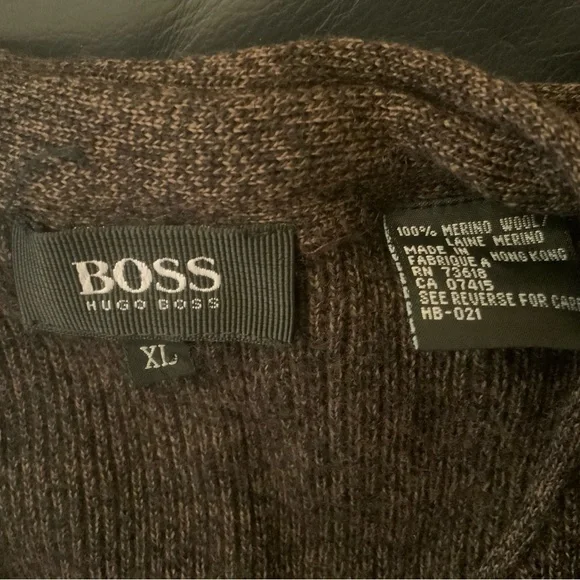 BOSS
HUGO BOSS
XL
100% MERINO WOOL/
LAINE MERINO
MADE IN
FABRIQUE A HONG KONG
RN 73618
CA 07415
SEE REVERSE FOR CARE
HB-021